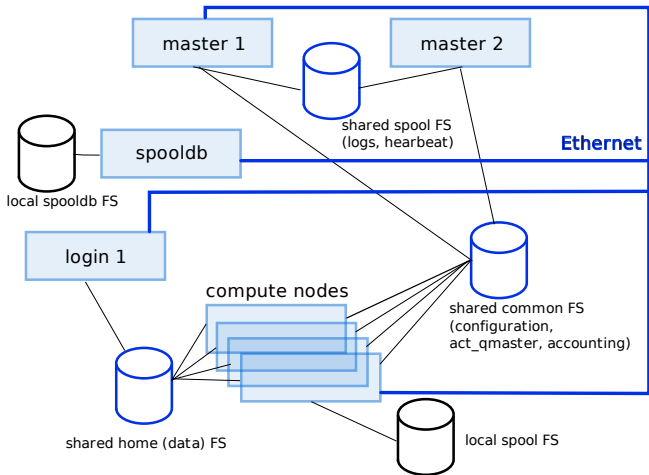 master 1
master 2
shared spool FS
(logs, hearbeat)
Ethernet
spooldb
local spooldb FS
login 1
compute nodes
shared common FS
(configuration,
act_qmaster, accounting)
shared home (data) FS
local spool FS